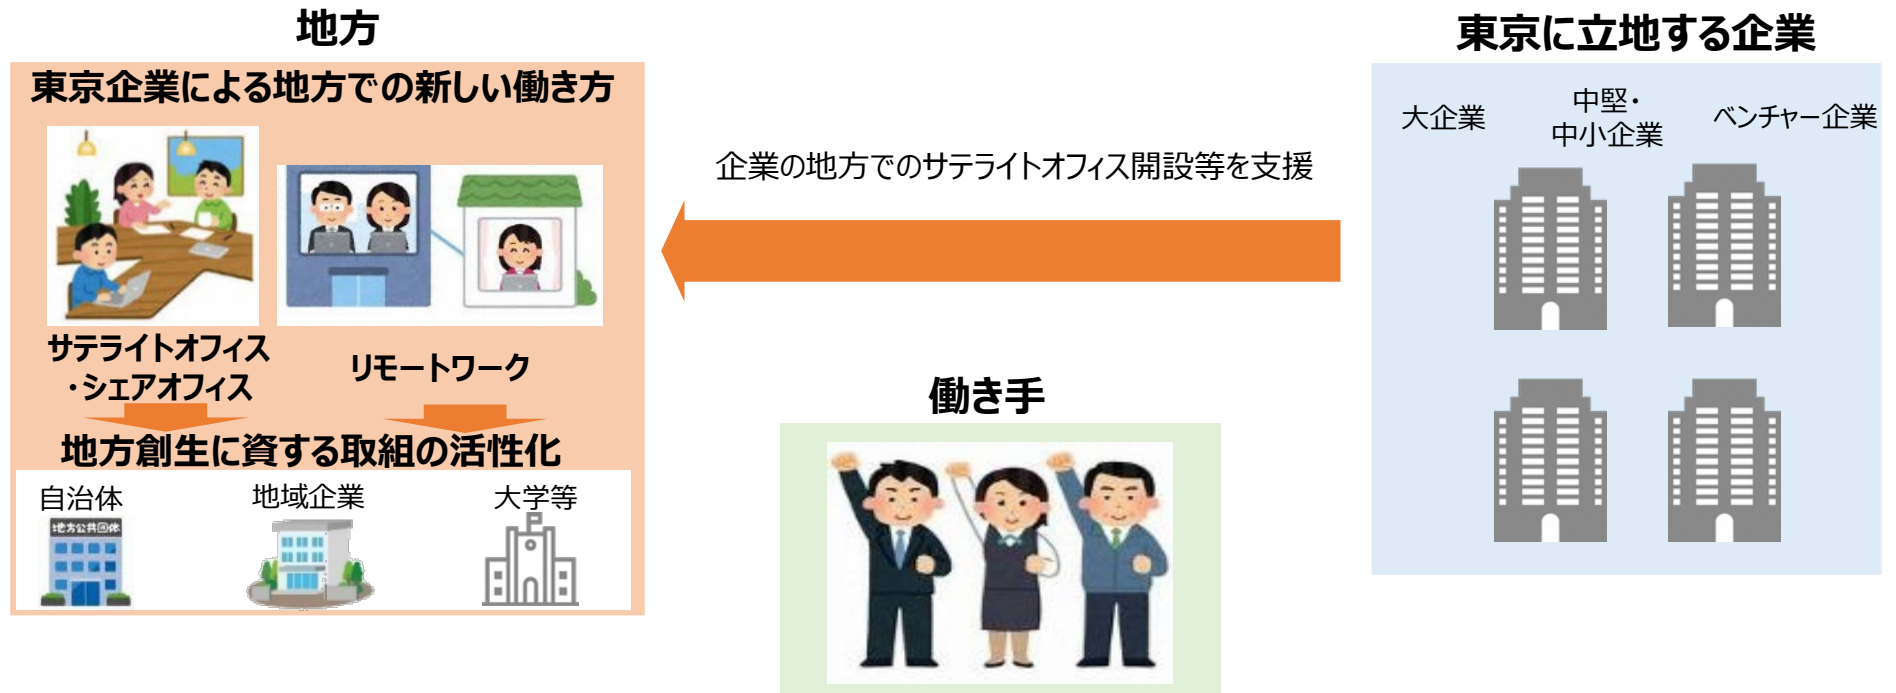 地方
東京企業による地方での新しい働き方
サテライトオフィス
・シェアオフィス
リモートワーク
地方創生に資する取組の活性化
自治体
地域企業
大学等
地方公共団体
企業の地方でのサテライトオフィス開設等を支援
働き手
東京に立地する企業
大企業
中堅・
中小企業
ベンチャー企業